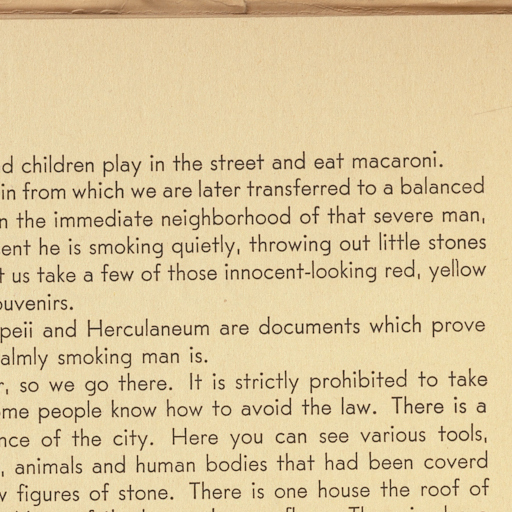 d children play in the street and eat macaroni.
in from which we are later transferred to a balanced
n the immediate neighborhood of that severe man,
ent he is smoking quietly, throwing out little stones
t us take a few of those innocent-looking red, yellow
ouvenirs.
peii and Herculaneum are documents which prove
almly smoking man is.
r, so we go there. It is strictly prohibited to take
ome people know how to avoid the law. There is a
nce of the city. Here you can see various tools,
, animals and human bodies that had been coverd
w figures of stone. There is one house the roof of